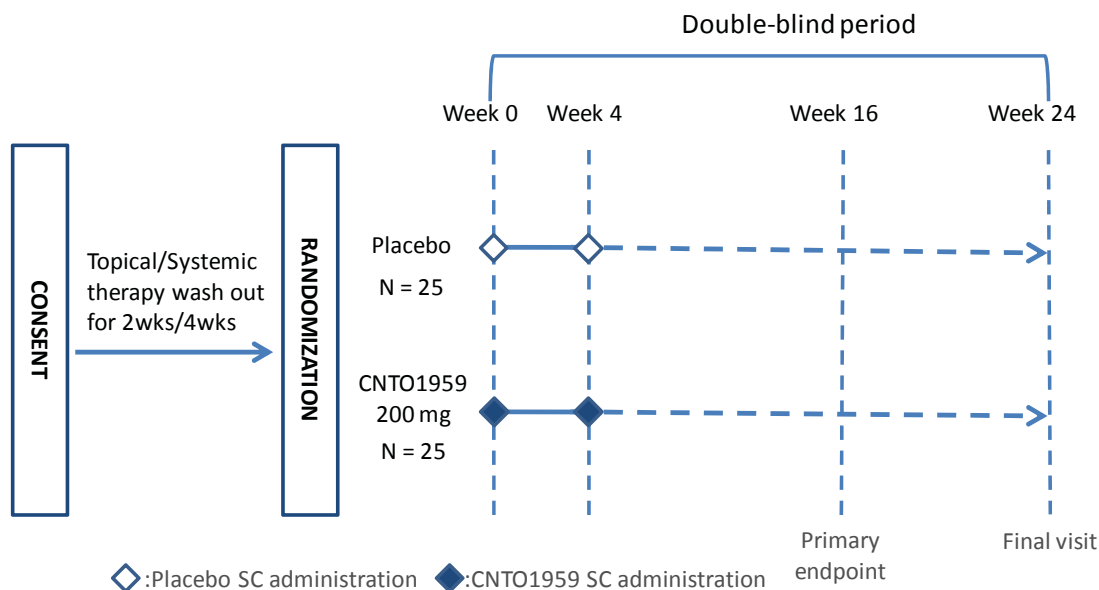 Double-blind period
Week 0
Week 4
Week 16
Week 24
CONSENT
Topical/Systemic
therapy wash out
for 2wks/4wks
RANDOMIZATION
Placebo
N = 25
CNTO1959
200 mg
N = 25
Primary
endpoint
Final visit
:Placebo SC administration
:CNTO1959 SC administration